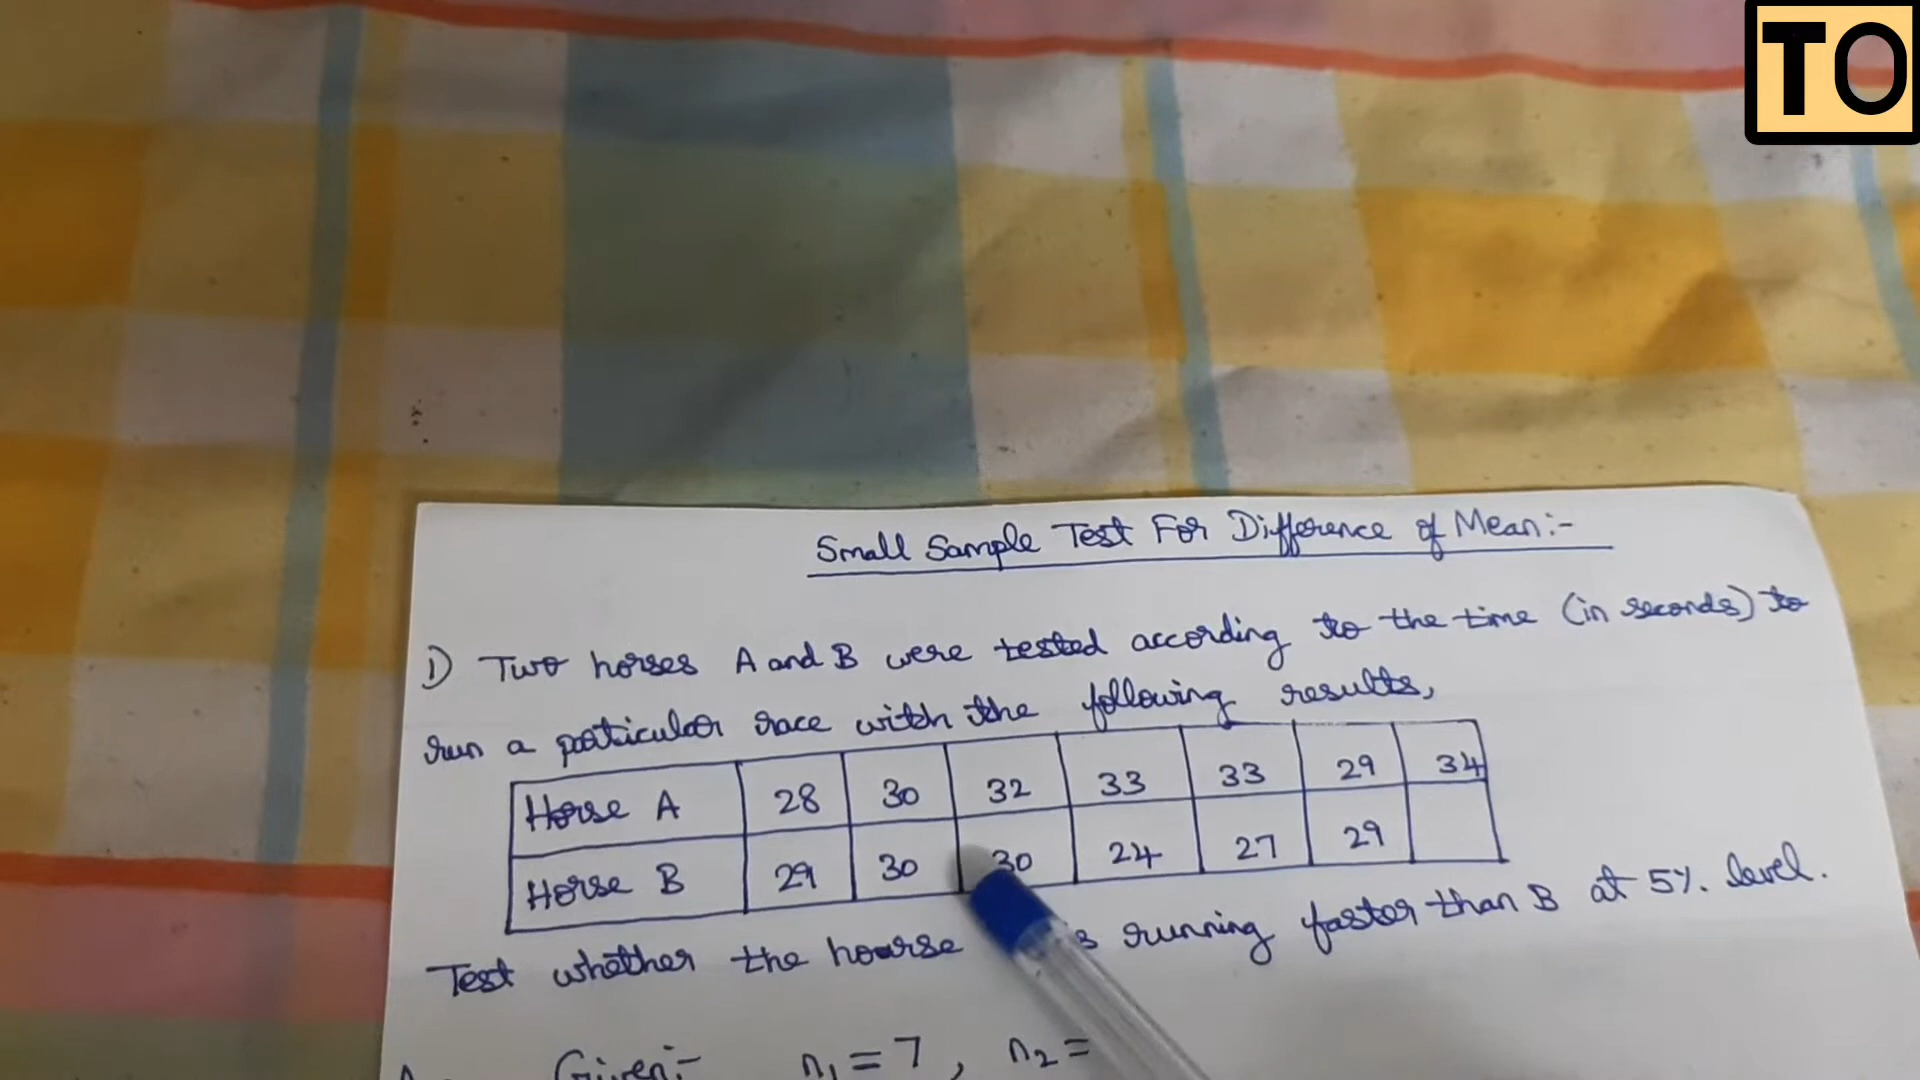 TO
Small Sample Test For Difference of Mean:-
1) Two horses A and B were tested according to the time (in seconds) to
run a particular race with the following results,
Horse A 28 30 32 33 33 29 34
Horse B 29 30 30 24 27 29
Test whether the hoarse running faster than B at 5%. level.
Given:- n₁ = 7, n₂ =